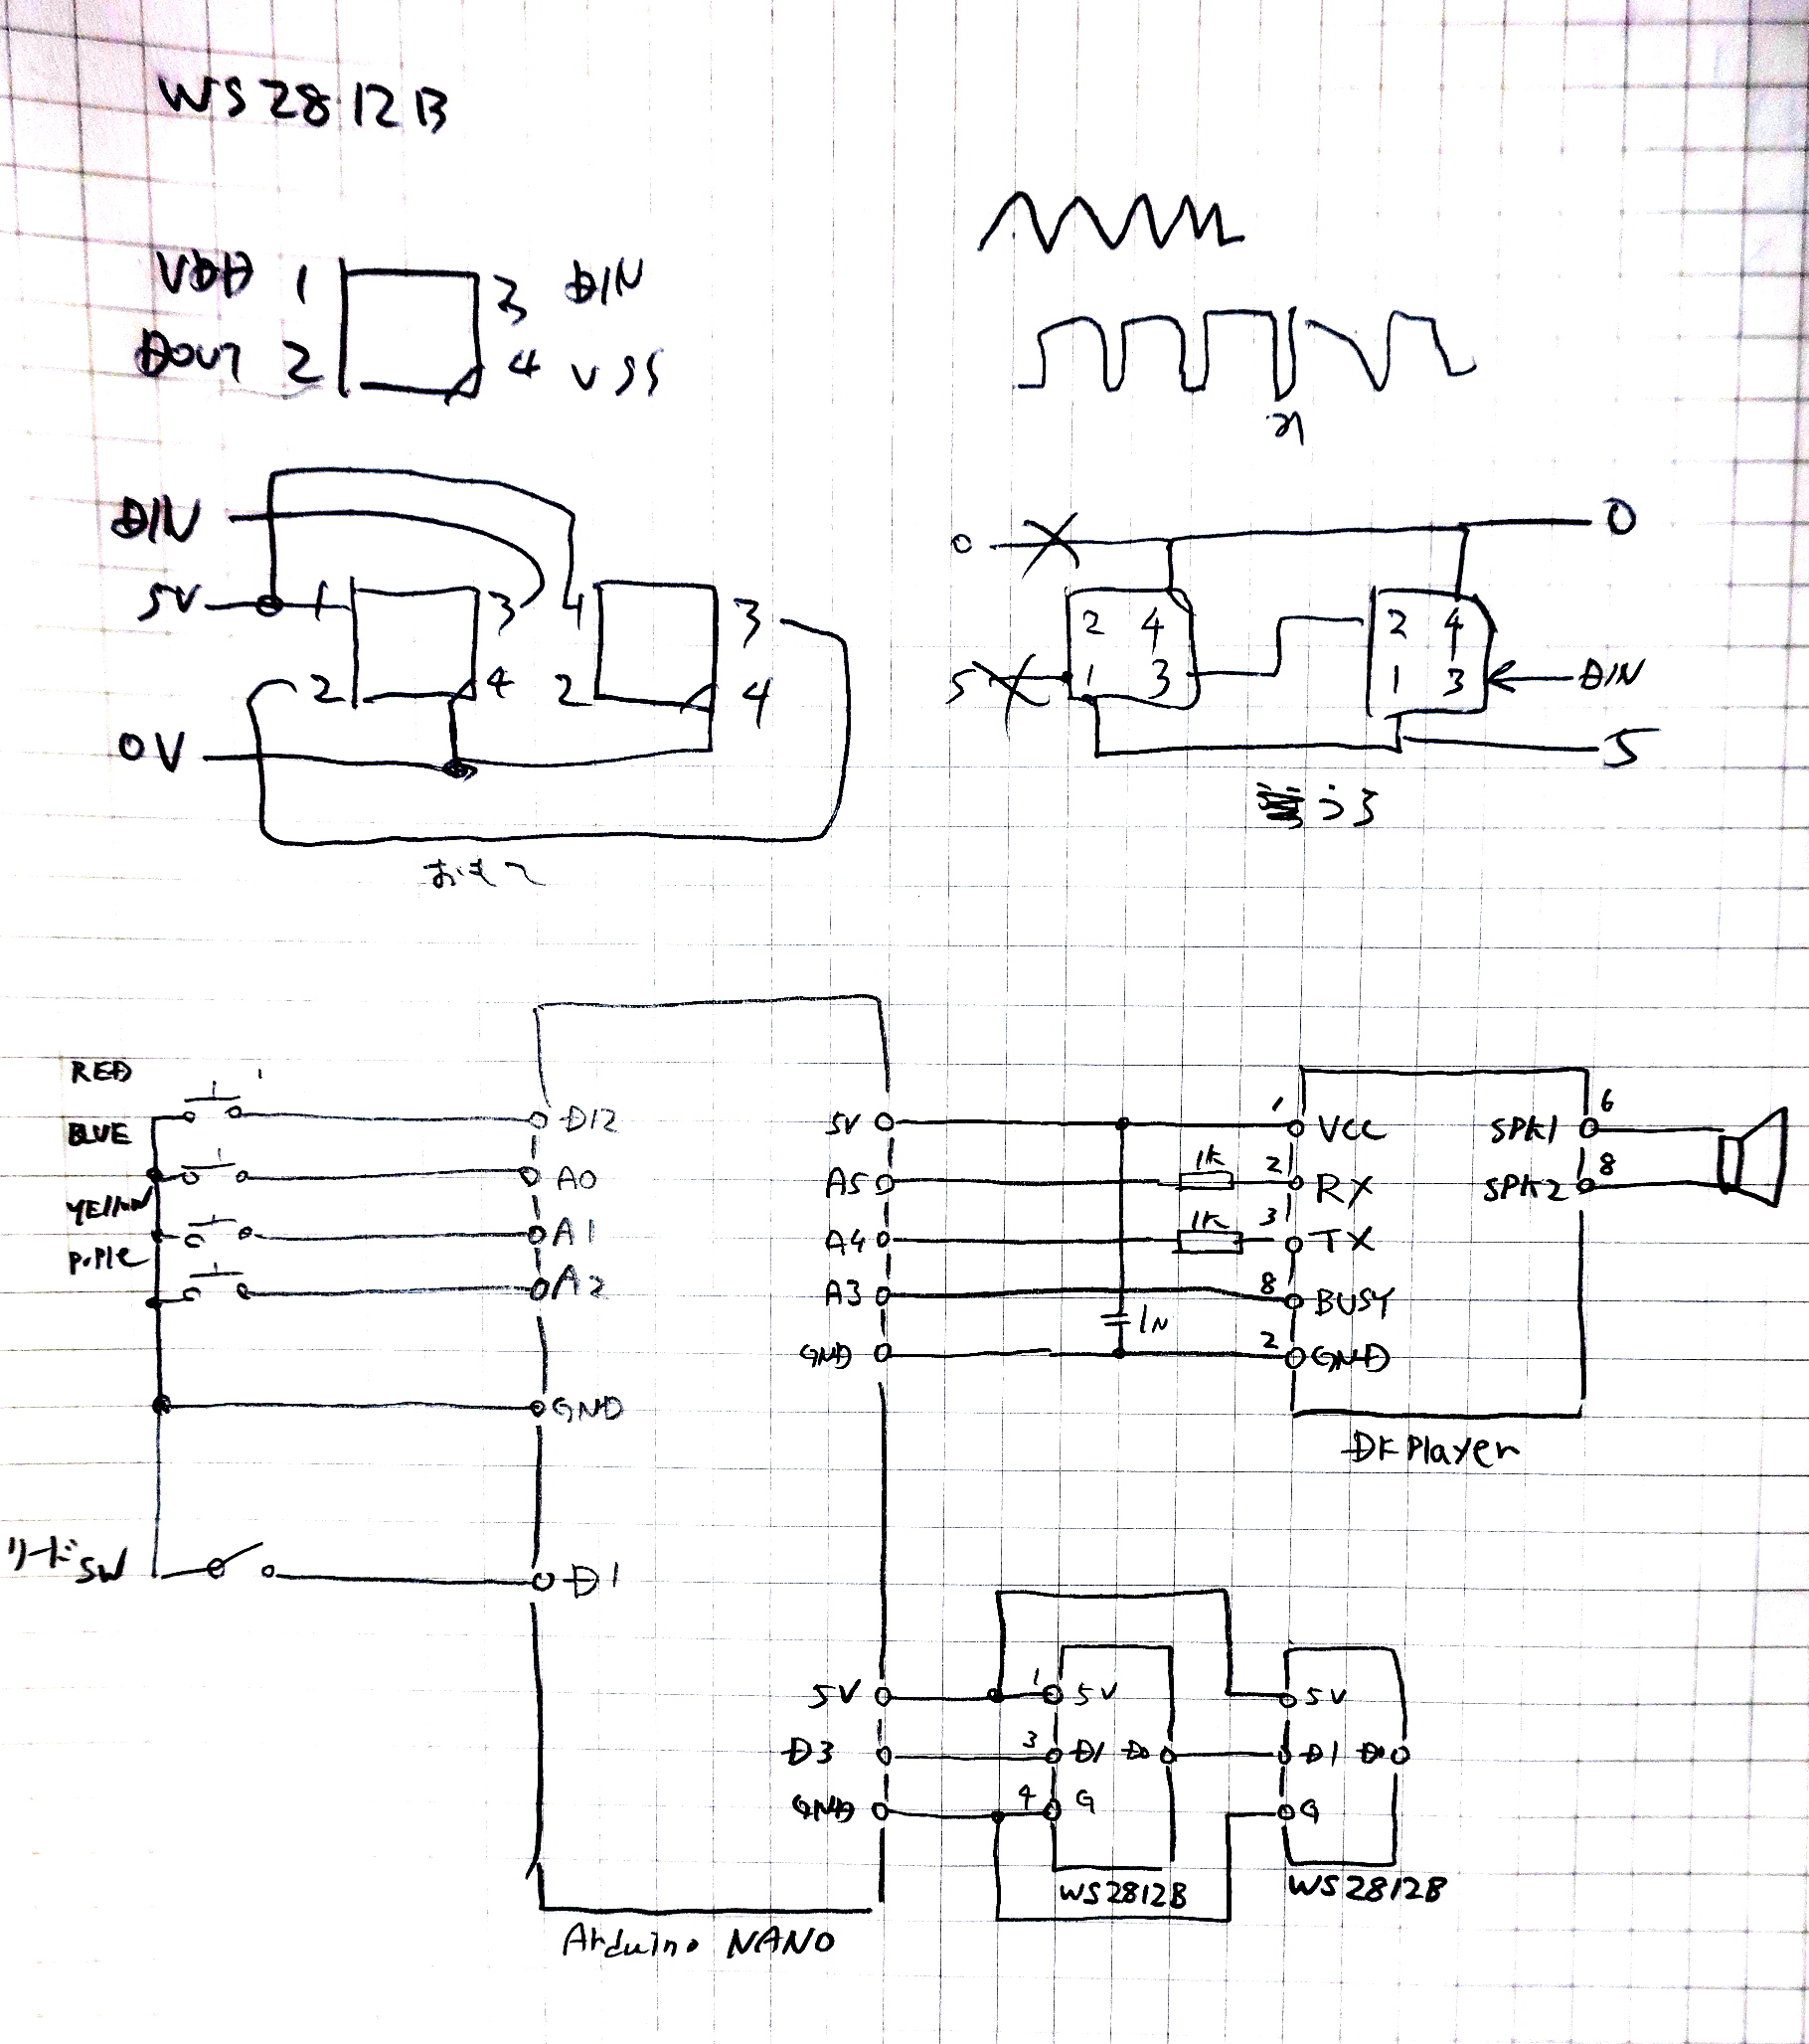 WS2812B
VDD 1 3 DIN
DOUT 2 4 VSS
DIN
5V 1 3 4 3
2 4 2 4
0V
おもて
0 0
2 4 2 4
5 1 3 1 3 DIN
5
うら
RED
BLUE
YEllow
D12
A0
A1
A2
GND
リードSW
D1
5V
A5
A4
A3
GND
1K
1K
1N
1 VCC
2 RX
3 TX
8 BUSY
2 GND
SPK1 6
SPK2 8
DFPlayer
5V
D3
GND
1 5V
3 DI DO
4 G
WS2812B
5V
DI DO
G
WS2812B
Arduino NANO